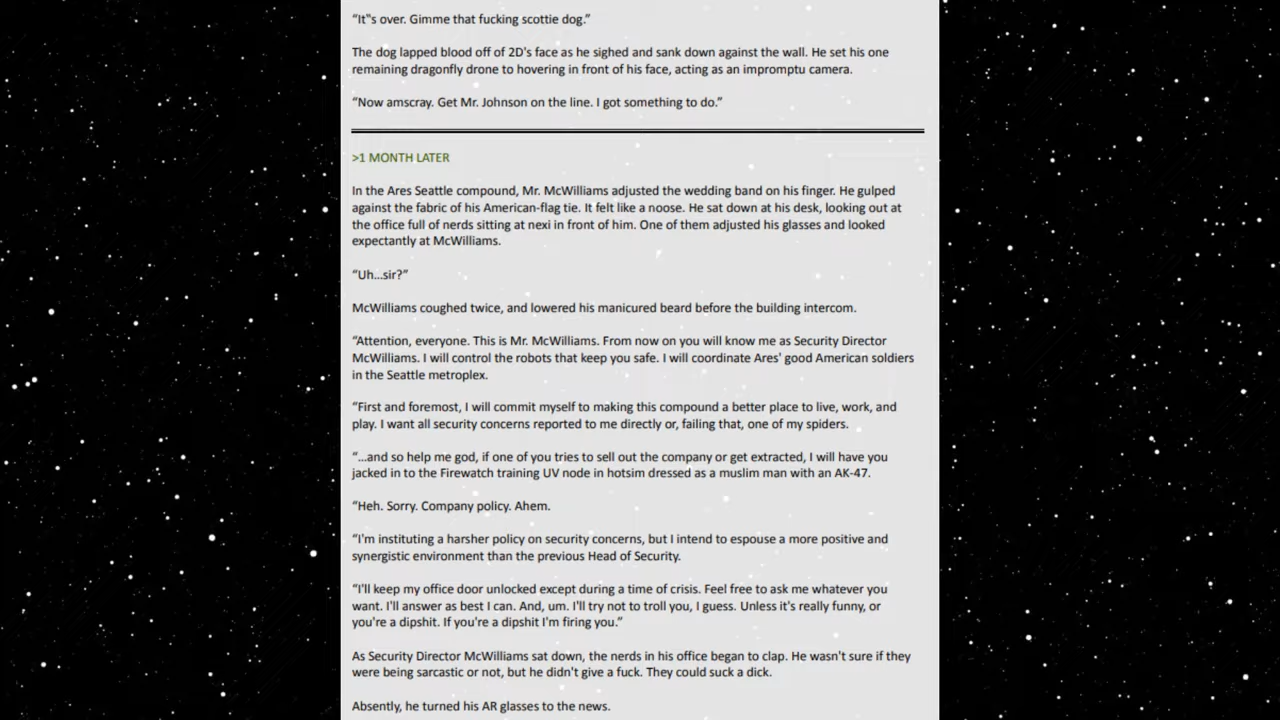 “It‟s over. Gimme that fucking scottie dog.”
The dog lapped blood off of 2D's face as he sighed and sank down against the wall. He set his one
remaining dragonfly drone to hovering in front of his face, acting as an impromptu camera.
“Now amscray. Get Mr. Johnson on the line. I got something to do.”
>1 MONTH LATER
In the Ares Seattle compound, Mr. McWilliams adjusted the wedding band on his finger. He gulped
against the fabric of his American-flag tie. It felt like a noose. He sat down at his desk, looking out at
the office full of nerds sitting at nexi in front of him. One of them adjusted his glasses and looked
expectantly at McWilliams.
“Uh...sir?”
McWilliams coughed twice, and lowered his manicured beard before the building intercom.
“Attention, everyone. This is Mr. McWilliams. From now on you will know me as Security Director
McWilliams. I will control the robots that keep you safe. I will coordinate Ares' good American soldiers
in the Seattle metroplex.
“First and foremost, I will commit myself to making this compound a better place to live, work, and
play. I want all security concerns reported to me directly or, failing that, one of my spiders.
“...and so help me god, if one of you tries to sell out the company or get extracted, I will have you
jacked in to the Firewatch training UV node in hotsim dressed as a muslim man with an AK-47.
“Heh. Sorry. Company policy. Ahem.
“I'm instituting a harsher policy on security concerns, but I intend to espouse a more positive and
synergistic environment than the previous Head of Security.
“I'll keep my office door unlocked except during a time of crisis. Feel free to ask me whatever you
want. I'll answer as best I can. And, um. I'll try not to troll you, I guess. Unless it's really funny, or
you're a dipshit. If you're a dipshit I'm firing you.”
As Security Director McWilliams sat down, the nerds in his office began to clap. He wasn't sure if they
were being sarcastic or not, but he didn't give a fuck. They could suck a dick.
Absently, he turned his AR glasses to the news.